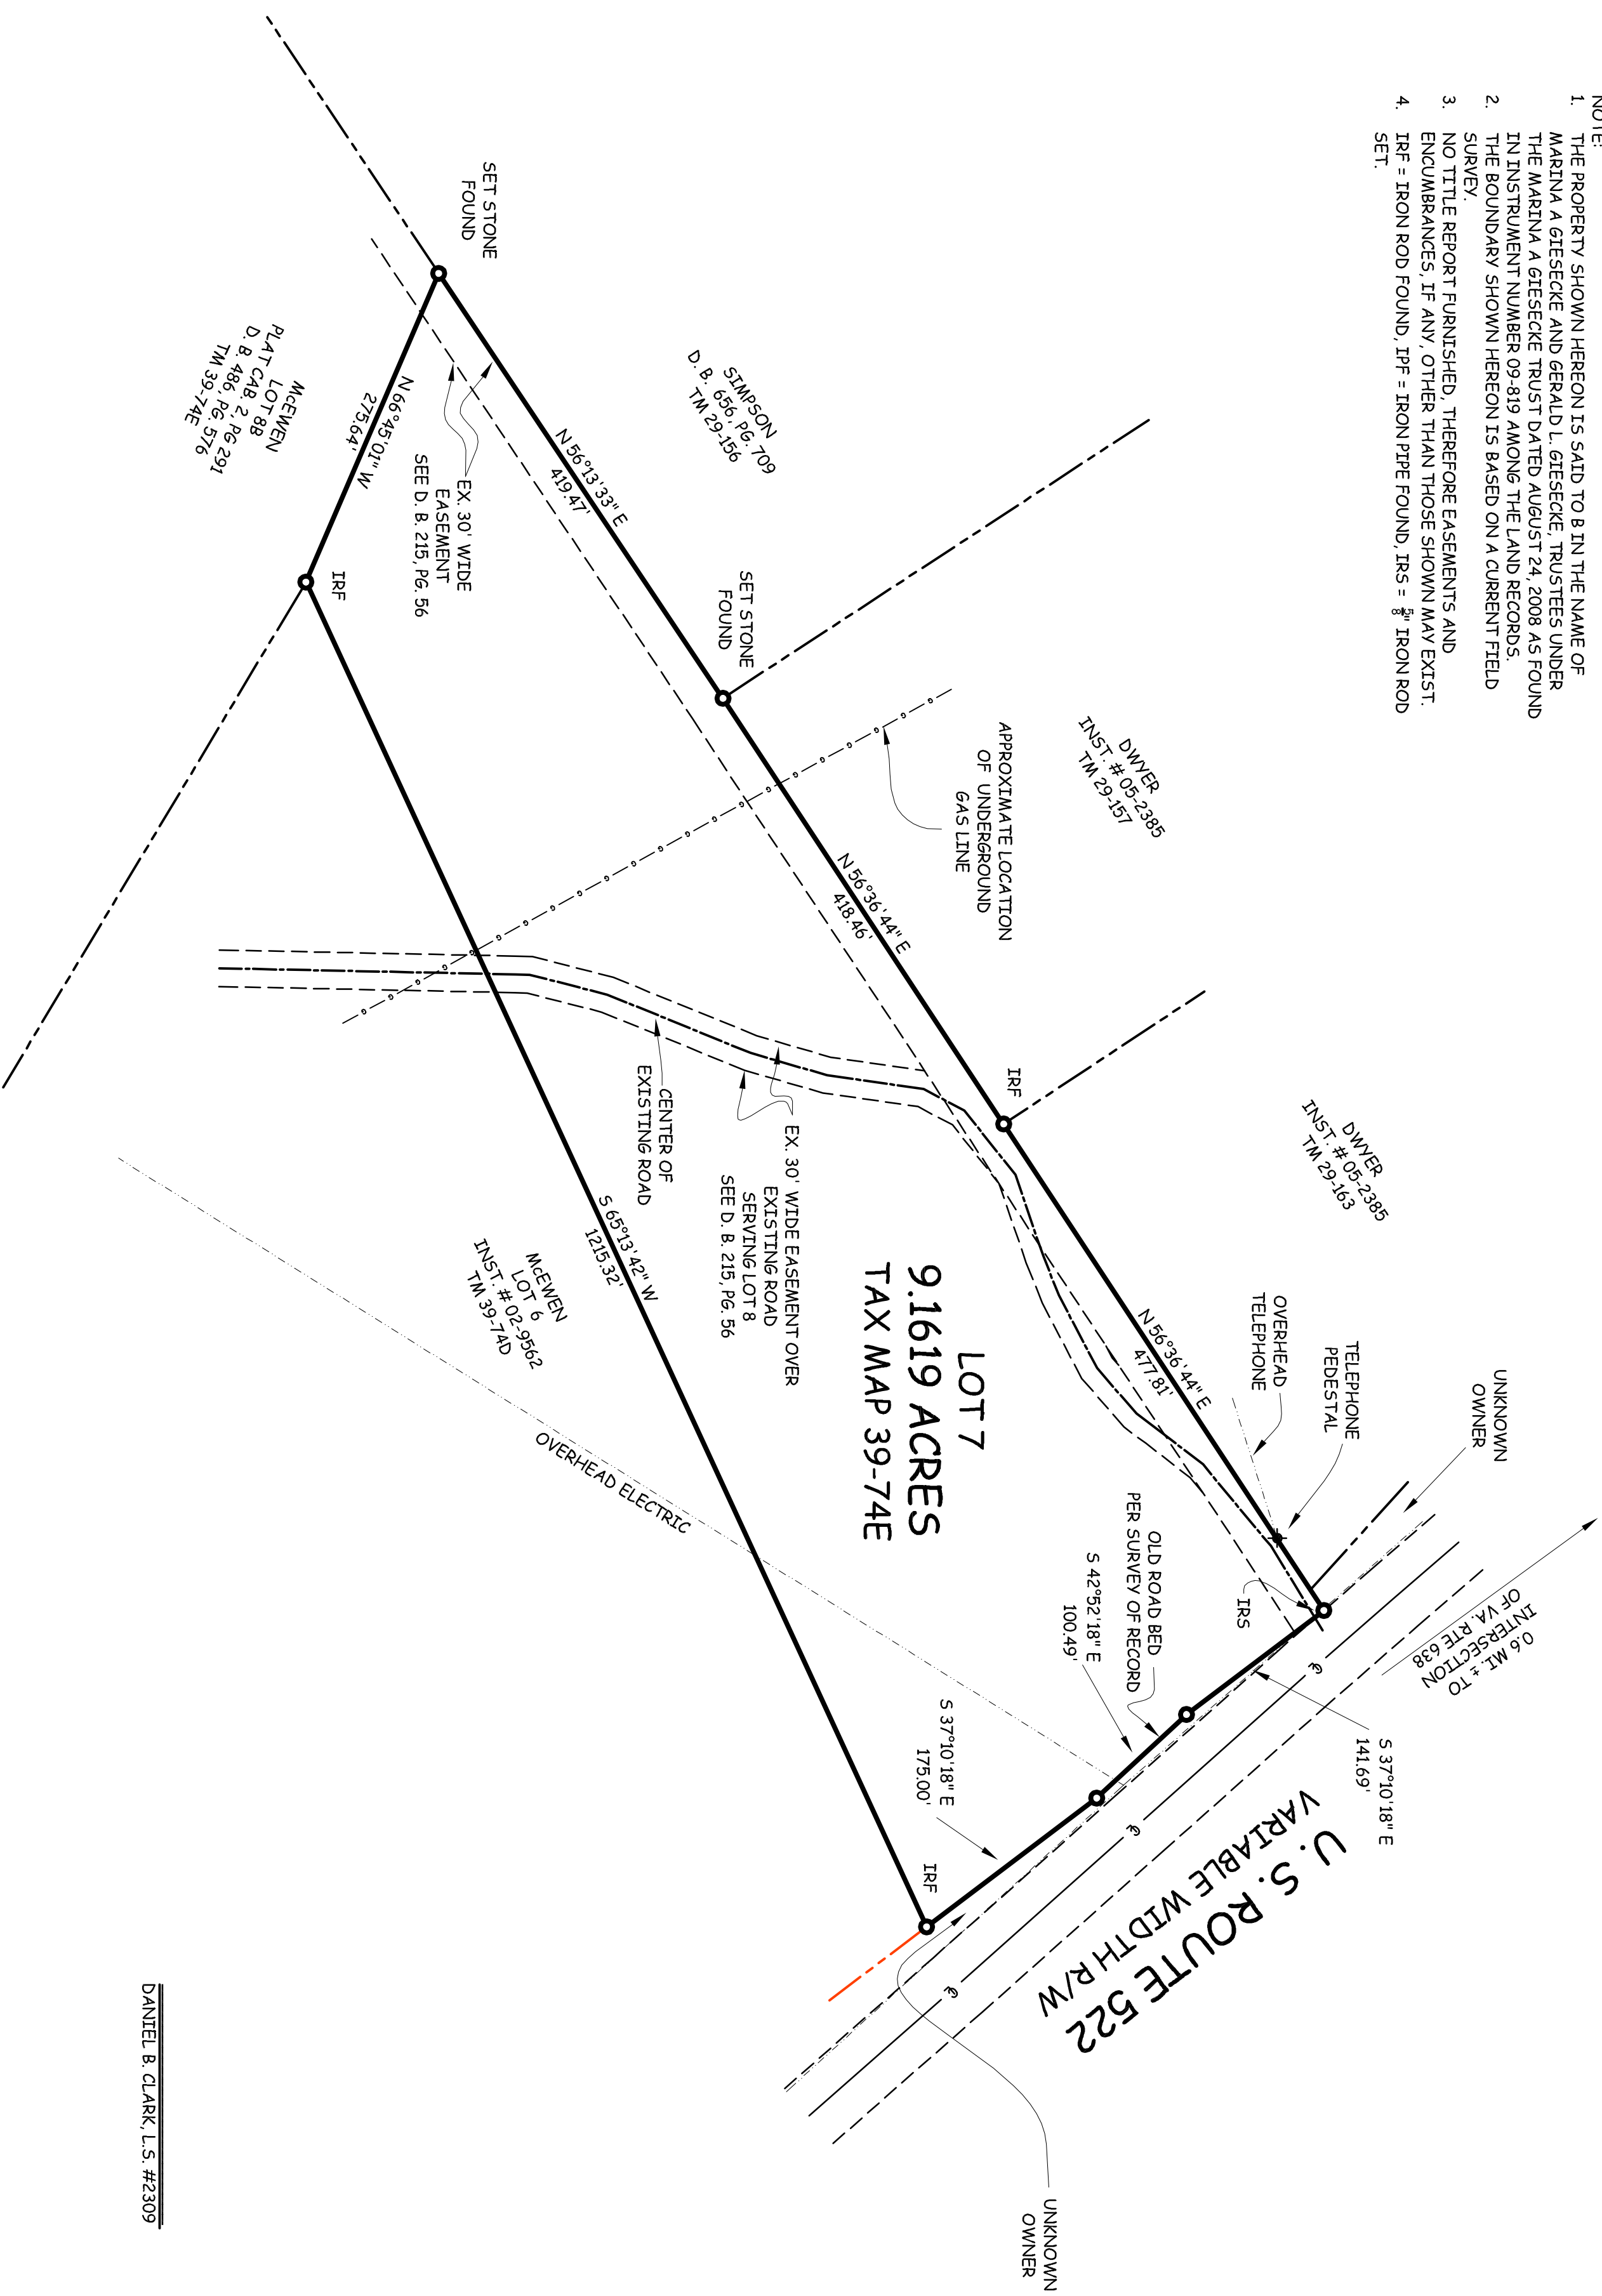 NOTE:
1. THE PROPERTY SHOWN HEREON IS SAID TO B IN THE NAME OF
MARINA A GIESECKE AND GERALD L. GIESECKE, TRUSTEES UNDER
THE MARINA A GIESECKE TRUST DATED AUGUST 24, 2008 AS FOUND
IN INSTRUMENT NUMBER 09-819 AMONG THE LAND RECORDS.
2. THE BOUNDARY SHOWN HEREON IS BASED ON A CURRENT FIELD
SURVEY.
3. NO TITLE REPORT FURNISHED, THEREFORE EASEMENTS AND
ENCUMBRANCES, IF ANY, OTHER THAN THOSE SHOWN MAY EXIST.
4. IRF = IRON ROD FOUND, IPF = IRON PIPE FOUND, IRS = 5/8" IRON ROD
SET.
UNKNOWN
OWNER
0.6 MI. ± TO
INTERSECTION
OF VA. RTE 638
TELEPHONE
PEDESTAL
OVERHEAD
TELEPHONE
DWYER
INST. # 05-2385
TM 29-163
DWYER
INST. # 05-2385
TM 29-157
SIMPSON
D. B. 656, PG. 709
TM 29-156
SET STONE
FOUND
SET STONE
FOUND
IRF
IRS
APPROXIMATE LOCATION
OF UNDERGROUND
GAS LINE
N 56°13'33" E
419.47'
N 56°36'44" E
418.46'
N 56°36'44" E
477.81'
S 37°10'18" E
141.69'
OLD ROAD BED
PER SURVEY OF RECORD
S 42°52'18" E
100.49'
S 37°10'18" E
175.00'
IRF
U. S. ROUTE 522
VARIABLE WIDTH R/W
UNKNOWN
OWNER
LOT 7
9.1619 ACRES
TAX MAP 39-74E
EX. 30' WIDE EASEMENT OVER
EXISTING ROAD
SERVING LOT 8
SEE D. B. 215, PG. 56
CENTER OF
EXISTING ROAD
EX. 30' WIDE
EASEMENT
SEE D. B. 215, PG. 56
N 66°45'01" W
275.64'
IRF
S 65°13'42" W
1215.32'
McEWEN
LOT 8B
PLAT CAB. 2, PG 291
D. B. 486, PG. 576
TM 39-74E
McEWEN
LOT 6
INST. # 02-9562
TM 39-74D
OVERHEAD ELECTRIC
DANIEL B. CLARK, L.S. #2309